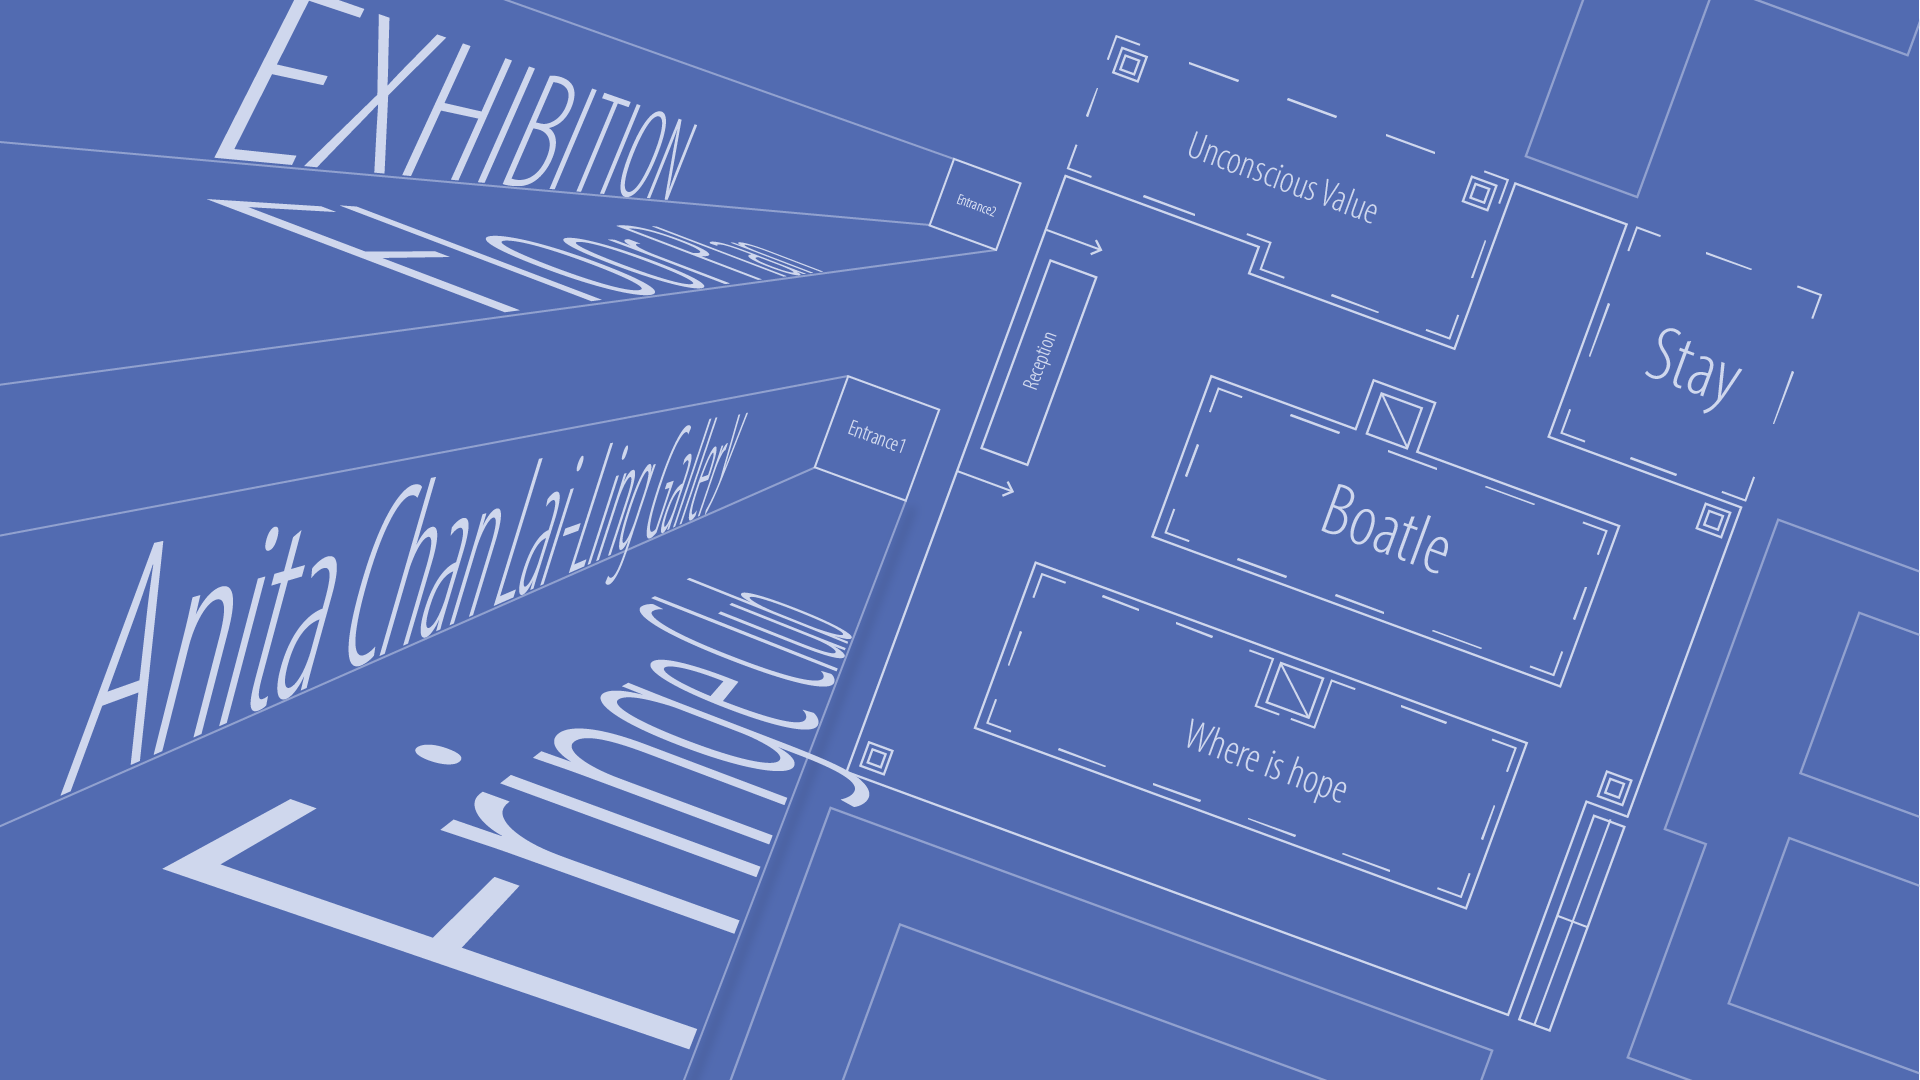 EXHIBITION
Floor Plan
Anita Chan Lai-Ling Gallery
Fringe Club
Entrance2
Entrance1
Reception
Unconscious Value
Stay
Boatle
Where is hope